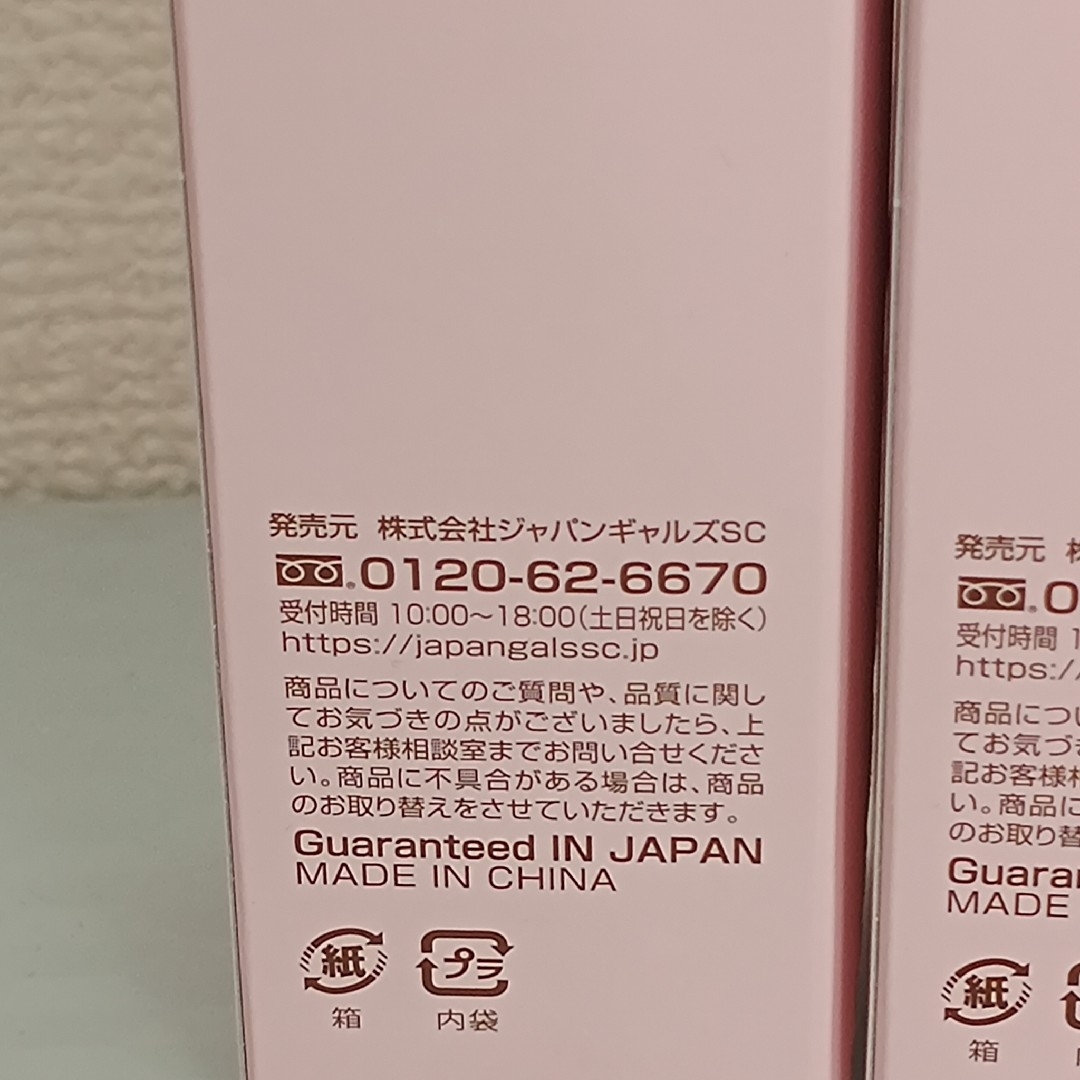 発売元 株式会社ジャパンギャルズSC
0120-62-6670
受付時間 10:00～18:00(土日祝日を除く)
https://japangalssc.jp
商品についてのご質問や、品質に関し
てお気づきの点がございましたら、上
記お客様相談室までお問い合せくださ
い。商品に不具合がある場合は、商品
のお取り替えをさせていただきます。
Guaranteed IN JAPAN
MADE IN CHINA
紙 プラ
箱 内袋
発売元
0
受付時間
https:/
商品につい
てお気づ
記お客様相
い。商品に
のお取り替
MADE
紙
箱